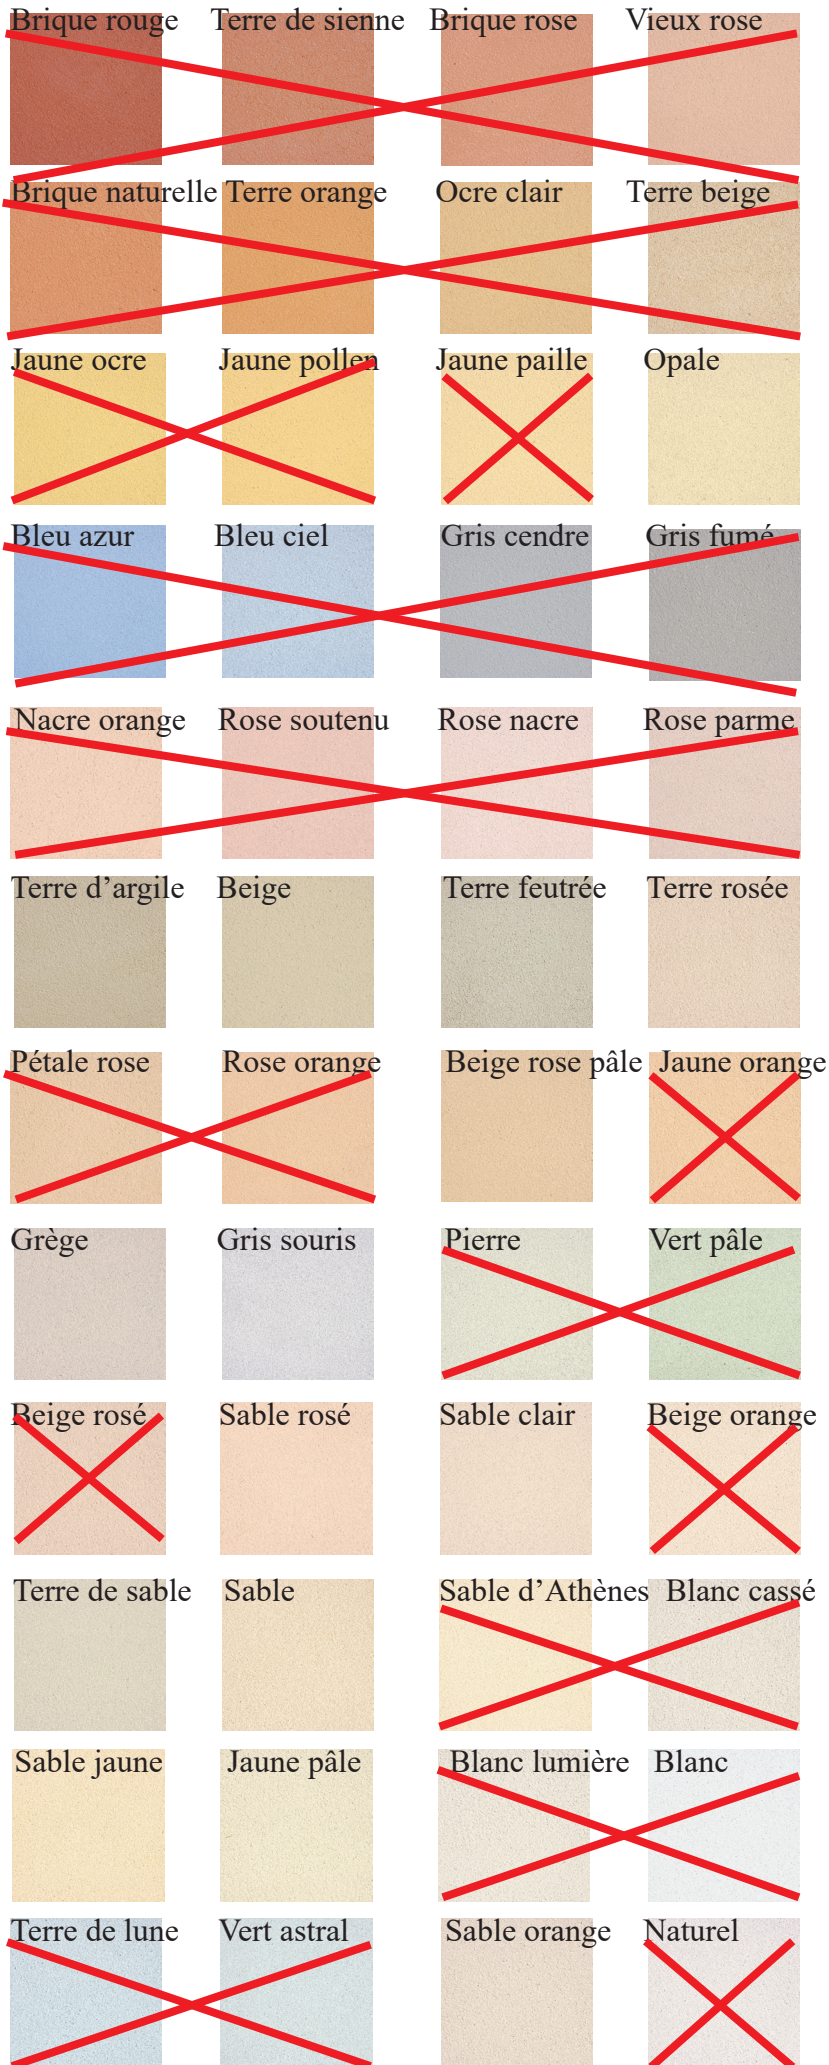 Brique rouge Terre de sienne Brique rose Vieux rose
Brique naturelle Terre orange Ocre clair Terre beige
Jaune ocre Jaune pollen Jaune paille Opale
Bleu azur Bleu ciel Gris cendre Gris fumé
Nacre orange Rose soutenu Rose nacre Rose parme
Terre d’argile Beige Terre feutrée Terre rosée
Pétale rose Rose orange Beige rose pâle Jaune orange
Grège Gris souris Pierre Vert pâle
Beige rosé Sable rosé Sable clair Beige orange
Terre de sable Sable Sable d’Athènes Blanc cassé
Sable jaune Jaune pâle Blanc lumière Blanc
Terre de lune Vert astral Sable orange Naturel